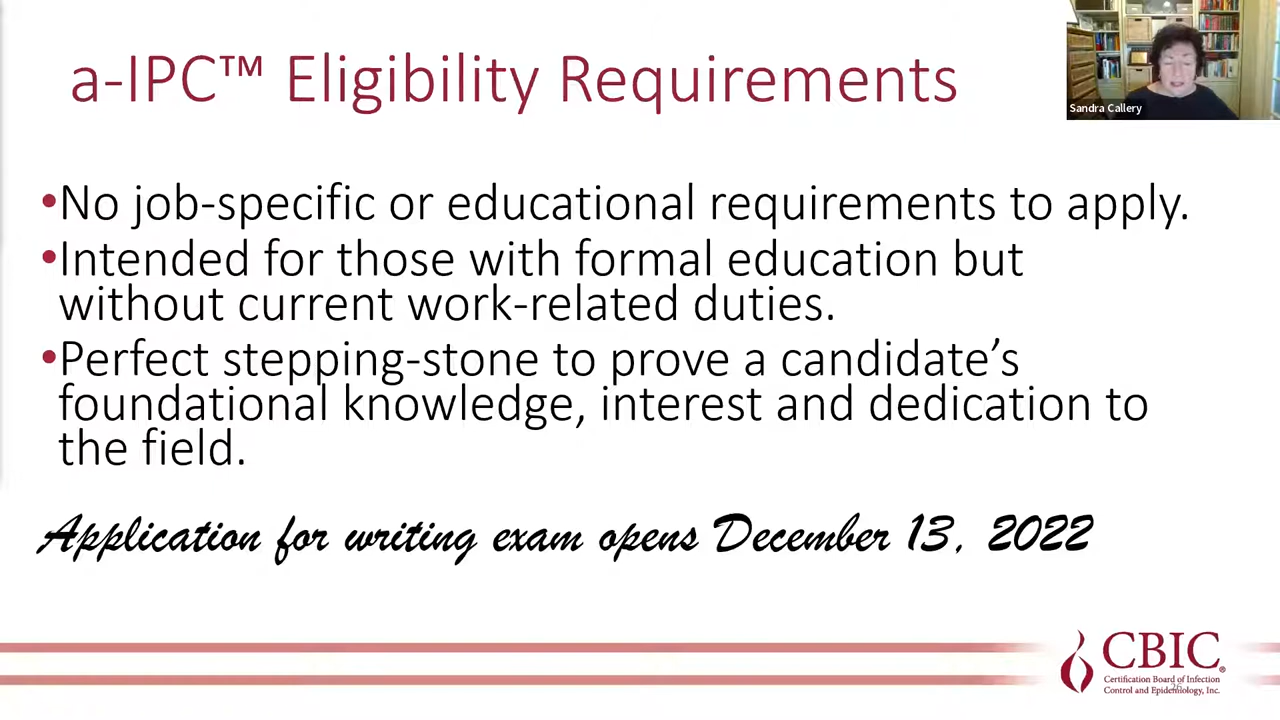 a-IPC™ Eligibility Requirements
Sandra Callery
•No job-specific or educational requirements to apply.
•Intended for those with formal education but
without current work-related duties.
•Perfect stepping-stone to prove a candidate’s
foundational knowledge, interest and dedication to
the field.
Application for writing exam opens December 13, 2022
CBIC®
Certification Board of Infection
Control and Epidemiology, Inc.